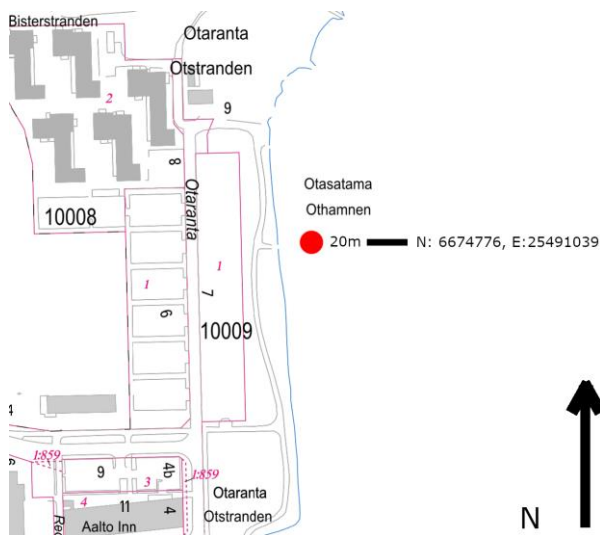 Bisterstranden
Otaranta
Otstranden
2
9
8
Otaranta
Otasatama
Othamnen
10008
20m N: 6674776, E:25491039
1
1
7
6
10009
4
1:859
9
4b
3
1:859
4
11
4
Otaranta
Otstranden
Aalto Inn
N